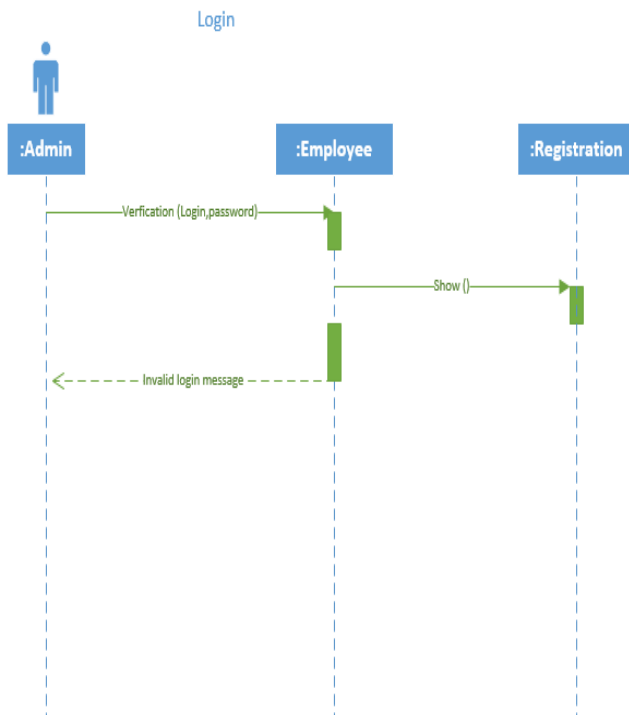 Login
:Admin
:Employee
:Registration
Verfication (Login,password)
Show ()
Invalid login message